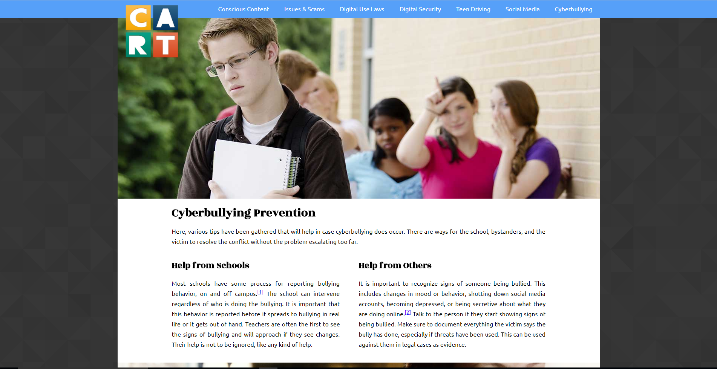 CA
RT
Conscious Content Issues & Scams Digital Use Laws Digital Security Teen Driving Social Media Cyberbullying
Cyberbullying Prevention
Here, various tips have been gathered that will help in case cyberbullying does occur. There are ways for the school, bystanders, and the
victim to resolve the conflict without the problem escalating too far.
Help from Schools
Most schools have some process for reporting bullying
behavior, on and off campus.[1] The school can intervene
regardless of who is doing the bullying. It is important that
this behavior is reported before it spreads to bullying in real
life or it gets out of hand. Teachers are often the first to see
the signs of bullying and will approach if they see changes.
Their help is not to be ignored, like any kind of help.
Help from Others
It is important to recognize signs of someone being bullied. This
includes changes in mood or behavior, shutting down social media
accounts, becoming depressed, or being secretive about what they
are doing online.[2] Talk to the person if they start showing signs of
being bullied. Make sure to document everything the victim says the
bully has done, especially if threats have been used. This can be used
against them in legal cases as evidence.